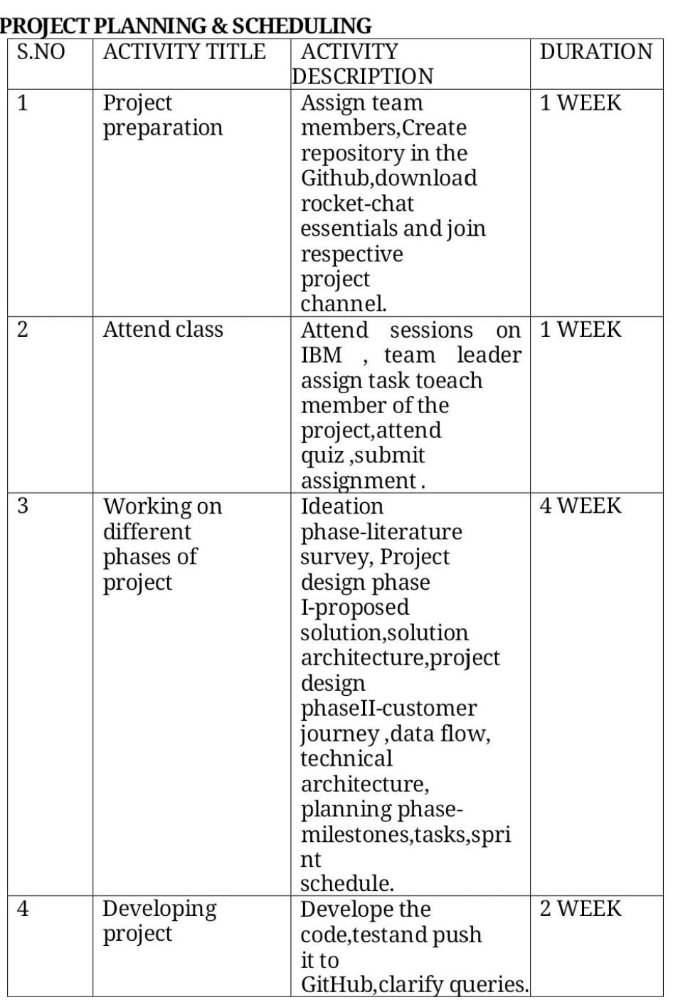 PROJECT PLANNING & SCHEDULING
S.NO ACTIVITY TITLE ACTIVITY DURATION
DESCRIPTION
1 Project Assign team 1 WEEK
preparation members,Create
repository in the
Github,download
rocket-chat
essentials and join
respective
project
channel.
2 Attend class Attend sessions on 1 WEEK
IBM , team leader
assign task toeach
member of the
project,attend
quiz ,submit
assignment .
3 Working on Ideation 4 WEEK
different phase-literature
phases of survey, Project
project design phase
I-proposed
solution,solution
architecture,project
design
phaseII-customer
journey ,data flow,
technical
architecture,
planning phase-
milestones,tasks,spri
nt
schedule.
4 Developing Develope the 2 WEEK
project code,testand push
it to
GitHub,clarify queries.